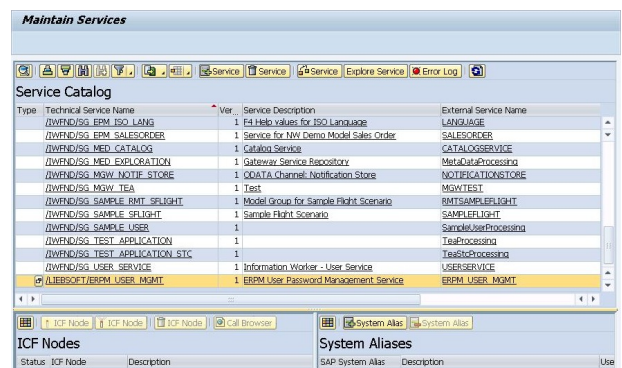 Maintain Services
Service Service Service Explore Service Error Log
Service Catalog
Type Technical Service Name Ver... Service Description External Service Name
/IWFND/SG_EPM_ISO_LANG 1 F4 Help values for ISO Language LANGUAGE
/IWFND/SG_EPM_SALESORDER 1 Service for NW Demo Model Sales Order SALESORDER
/IWFND/SG_MED_CATALOG 1 Catalog Service CATALOGSERVICE
/IWFND/SG_MED_EXPLORATION 1 Gateway Service Repository MetaDataProcessing
/IWFND/SG_MGW_NOTIF_STORE 1 ODATA Channel: Notification Store NOTIFICATIONSTORE
/IWFND/SG_MGW_TEA 1 Test MGWTEST
/IWFND/SG_SAMPLE_RMT_SFLIGHT 1 Model Group for Sample Flight Scenario RMTSAMPLEFLIGHT
/IWFND/SG_SAMPLE_SFLIGHT 1 Sample Flight Scenario SAMPLEFLIGHT
/IWFND/SG_SAMPLE_USER 1 SampleUserProcessing
/IWFND/SG_TEST_APPLICATION 1 TeaProcessing
/IWFND/SG_TEST_APPLICATION_STC 1 TeaStcProcessing
/IWFND/SG_USER_SERVICE 1 Information Worker - User Service USERSERVICE
/LIEBSOFT/ERPM_USER_MGMT 1 ERPM User Password Management Service ERPM_USER_MGMT
ICF Node ICF Node ICF Node Call Browser System Alias System Alias
ICF Nodes System Aliases
Status ICF Node Description SAP System Alias Description Use